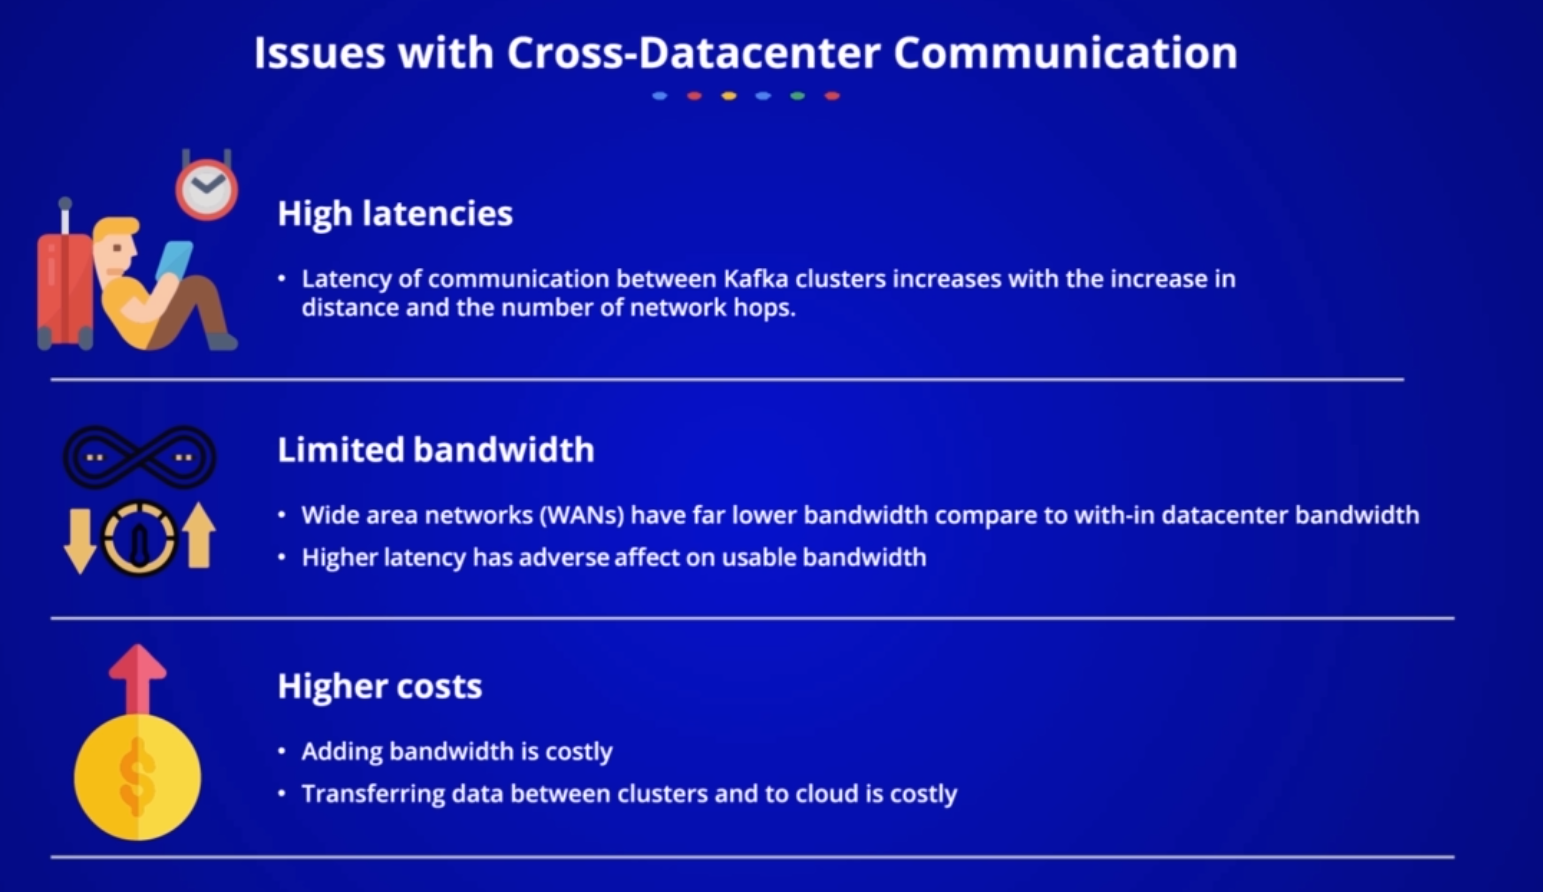 Issues with Cross-Datacenter Communication
High latencies
• Latency of communication between Kafka clusters increases with the increase in
distance and the number of network hops.
Limited bandwidth
• Wide area networks (WANs) have far lower bandwidth compare to with-in datacenter bandwidth
• Higher latency has adverse affect on usable bandwidth
Higher costs
• Adding bandwidth is costly
• Transferring data between clusters and to cloud is costly